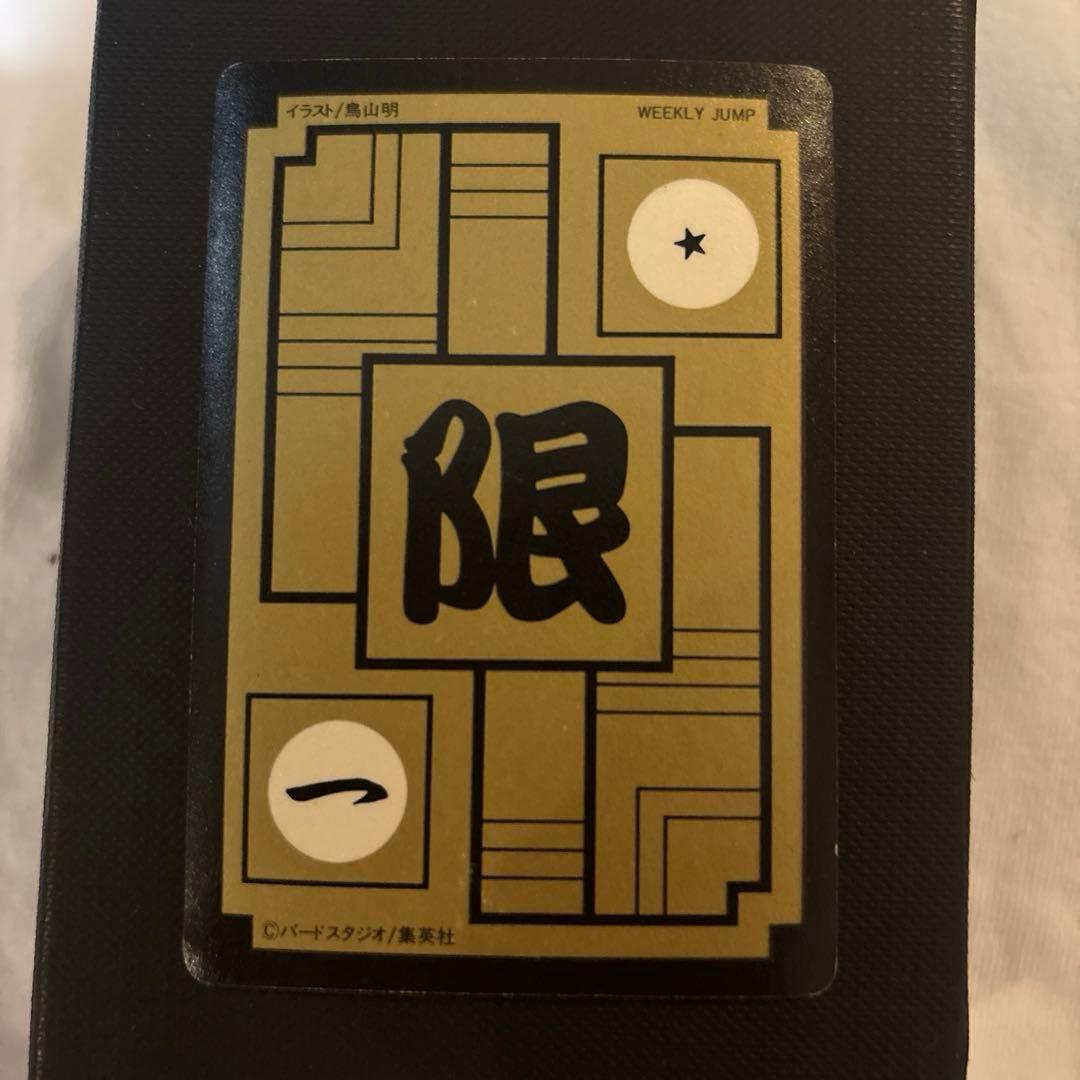 イラスト/鳥山明
WEEKLY JUMP
★
限
一
©バードスタジオ/集英社